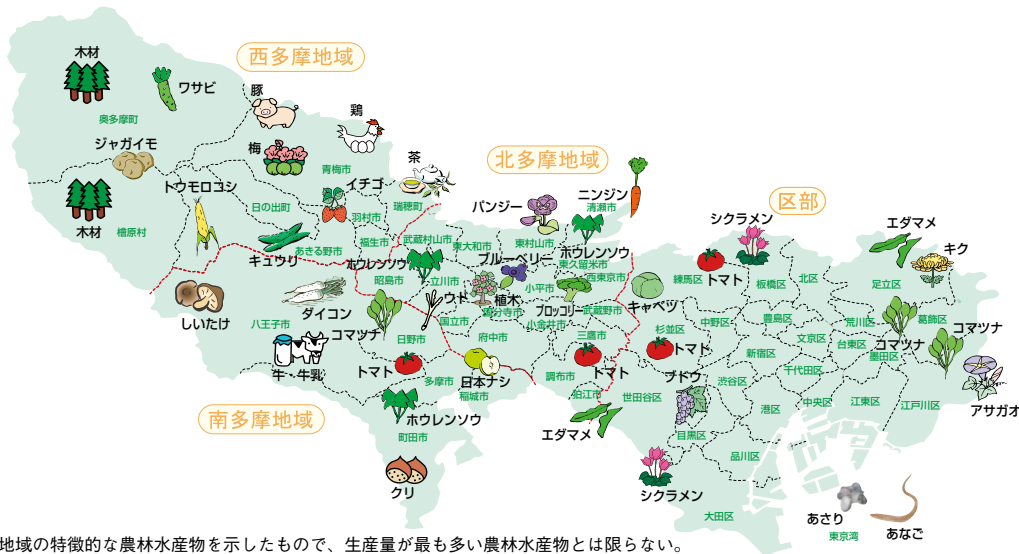 西多摩地域
木材
ワサビ
豚
奥多摩町
鶏
ジャガイモ
梅
茶
北多摩地域
青梅市
イチゴ
ニンジン
トウモロコシ
パンジー
清瀬市
区部
木材
日の出町
羽村市
瑞穂町
シクラメン
エダマメ
檜原村
キュウリ
あきる野市
福生市
武蔵村山市
東大和市
東村山市
ホウレンソウ
キク
ホウレンソウ
ブルーベリー
東久留米市
昭島市
立川市
西東京市
練馬区
トマト
板橋区
北区
足立区
しいたけ
ダイコン
ウド
植木
小平市
ブロッコリー
武蔵野市
キャベツ
八王子市
コマツナ
国立市
国分寺市
小金井市
杉並区
中野区
豊島区
荒川区
葛飾区
コマツナ
日野市
府中市
三鷹市
文京区
台東区
コマツナ
墨田区
牛・牛乳
トマト
トマト
トマト
新宿区
千代田区
多摩市
日本ナシ
調布市
ブドウ
渋谷区
稲城市
狛江市
世田谷区
港区
中央区
江東区
江戸川区
アサガオ
南多摩地域
ホウレンソウ
エダマメ
目黒区
町田市
品川区
クリ
シクラメン
大田区
あさり
あなご
東京湾
地域の特徴的な農林水産物を示したもので、生産量が最も多い農林水産物とは限らない。